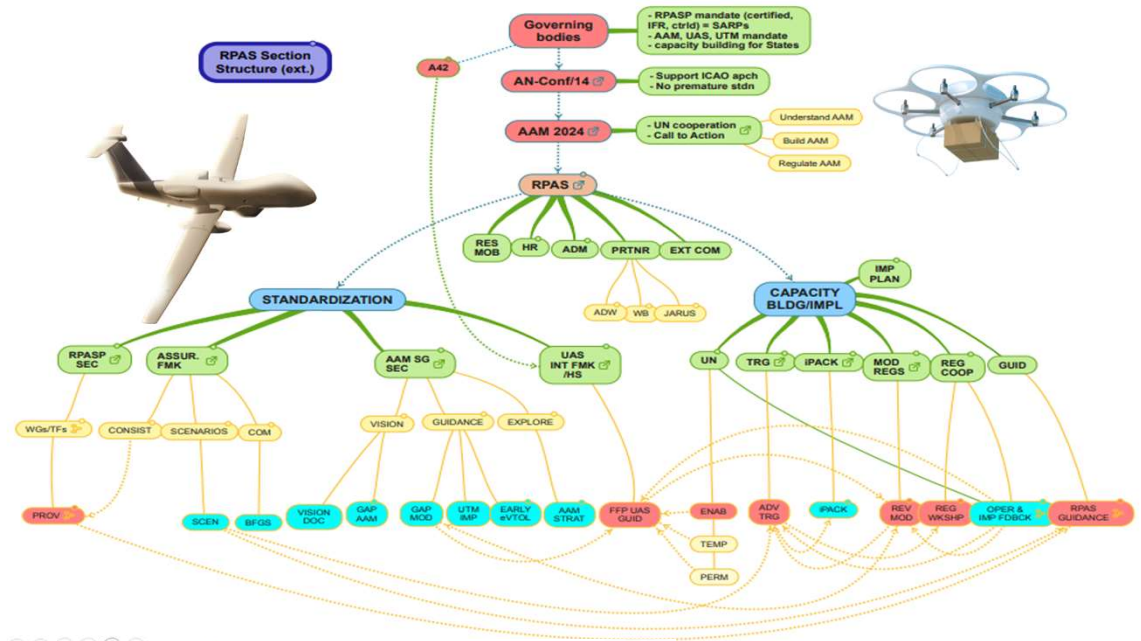 RPAS Section
Structure (ext.)
Governing
bodies
- RPASP mandate (certified,
IFR, ctrld) = SARPs
- AAM, UAS, UTM mandate
- capacity building for States
A42
AN-Conf/14
- Support ICAO apch
- No premature stdn
AAM 2024
- UN cooperation
- Call to Action
Understand AAM
Build AAM
Regulate AAM
RPAS
RES
MOB
HR
ADM
PRTNR
EXT COM
ADW
WB
JARUS
STANDARDIZATION
CAPACITY
BLDG/IMPL
IMP
PLAN
RPASP
SEC
ASSUR.
FMK
AAM SG
SEC
UAS
INT FMK
/HS
UN
TRG
iPACK
MOD
REGS
REG
COOP
GUID
WGs/TFs
CONSIST
SCENARIOS
COM
VISION
GUIDANCE
EXPLORE
PROV
SCEN
BFGS
VISION
DOC
GAP
AAM
GAP
MOD
UTM
IMP
EARLY
eVTOL
AAM
STRAT
FFP UAS
GUID
ENAB
TEMP
PERM
ADV
TRG
iPACK
REV
MOD
REG
WKSHP
OPER &
IMP FDBCK
RPAS
GUIDANCE